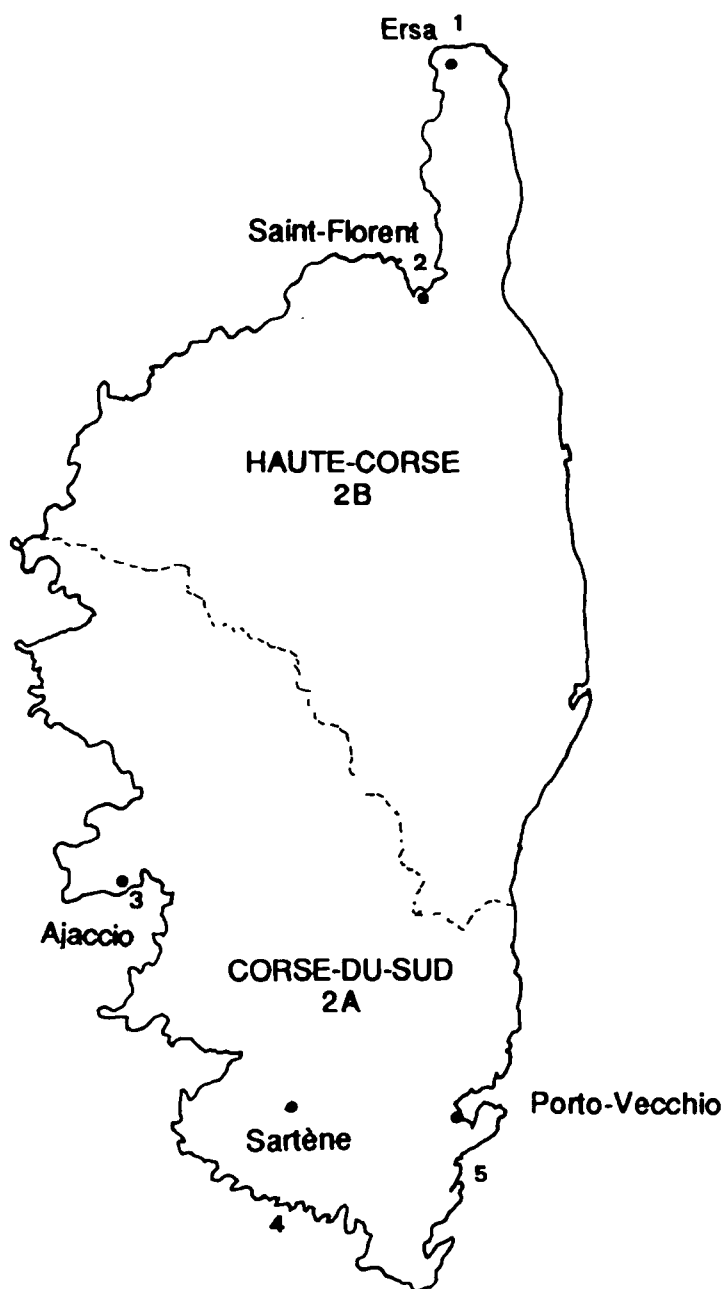 Ersa 1
Saint-Florent
2
HAUTE-CORSE
2B
3
Ajaccio
CORSE-DU-SUD
2A
Porto-Vecchio
Sartène
5
4